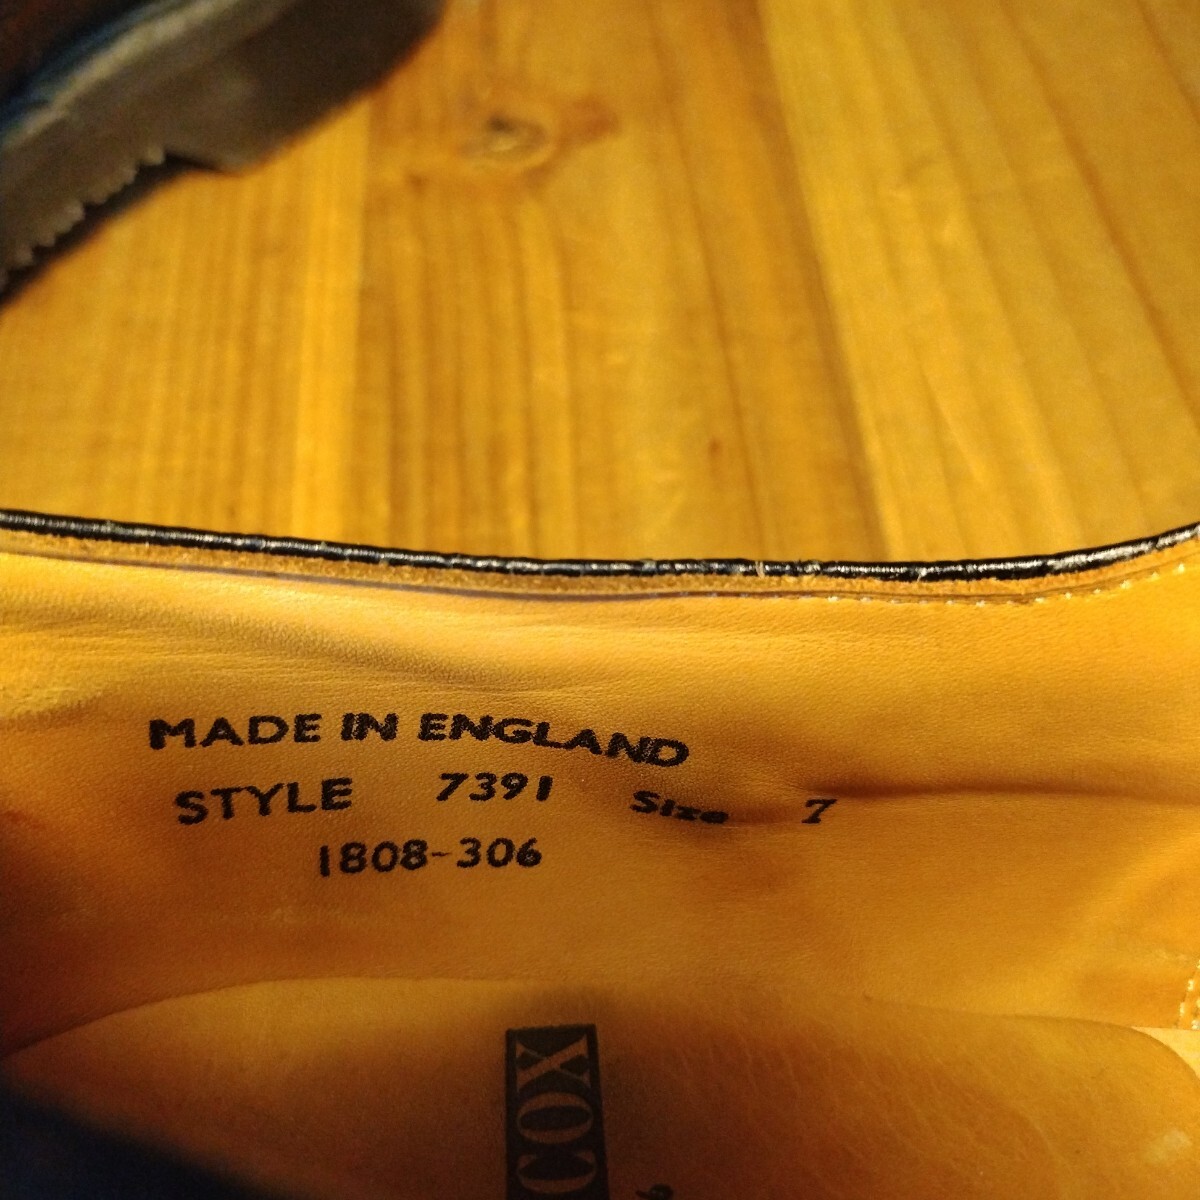 MADE IN ENGLAND
STYLE 7391 Size 7
1808-306
COX